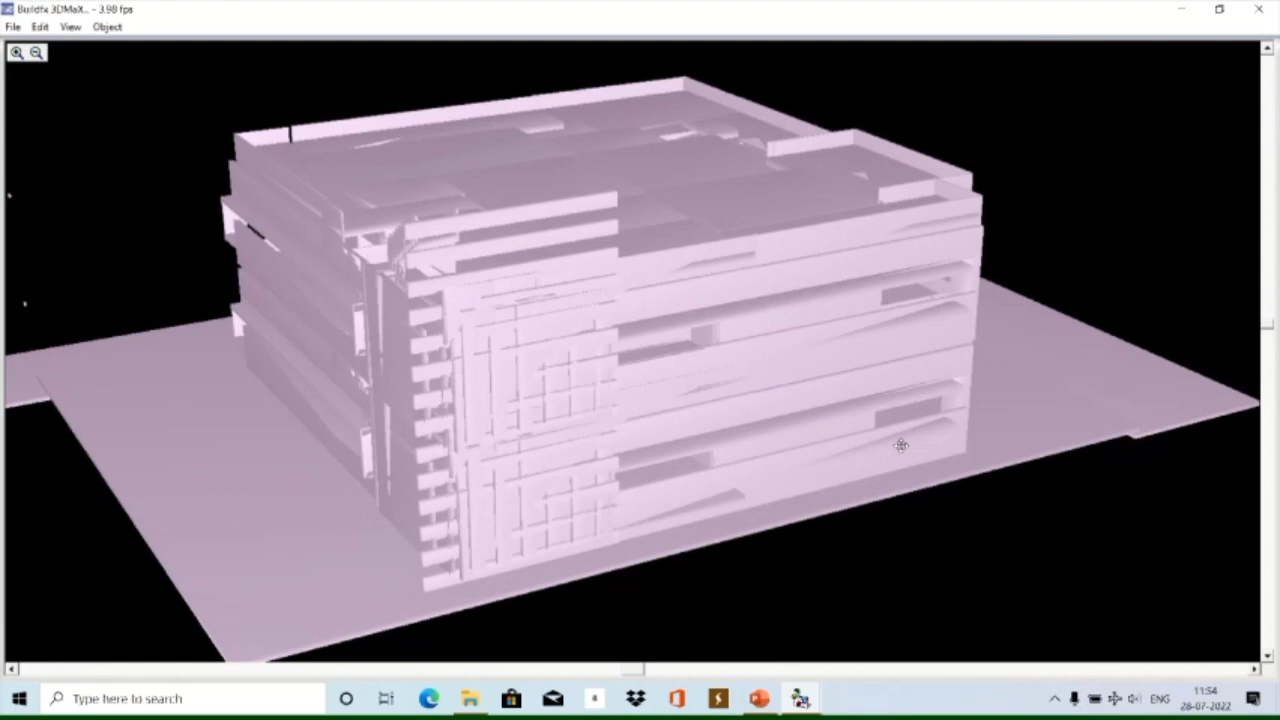 Buildfx 3DMaX.. - 3.98 fps
File Edit View Object
Type here to search
ENG
11:54
28-07-2022